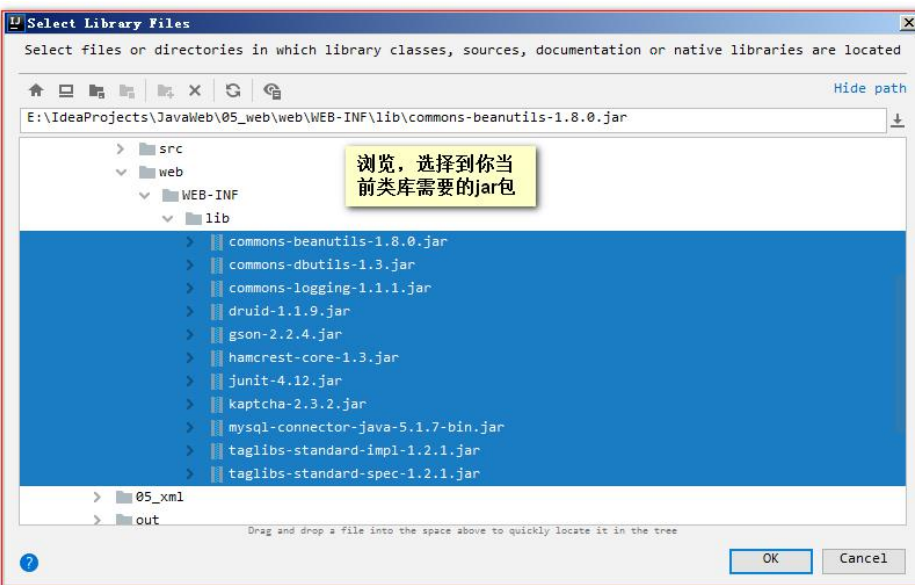 Select Library Files
Select files or directories in which library classes, sources, documentation or native libraries are located
Hide path
E:\IdeaProjects\JavaWeb\05_web\web\WEB-INF\lib\commons-beanutils-1.8.0.jar
src
web
WEB-INF
lib
浏览，选择到你当
前类库需要的jar包
commons-beanutils-1.8.0.jar
commons-dbutils-1.3.jar
commons-logging-1.1.1.jar
druid-1.1.9.jar
gson-2.2.4.jar
hamcrest-core-1.3.jar
junit-4.12.jar
kaptcha-2.3.2.jar
mysql-connector-java-5.1.7-bin.jar
taglibs-standard-impl-1.2.1.jar
taglibs-standard-spec-1.2.1.jar
05_xml
out
Drag and drop a file into the space above to quickly locate it in the tree
OK
Cancel